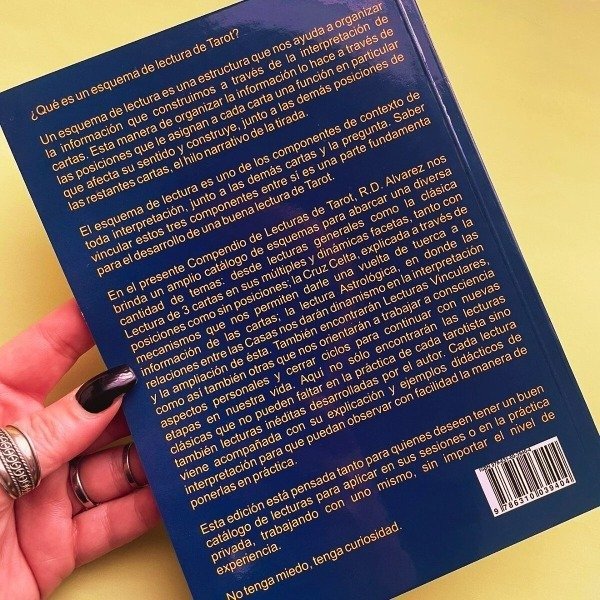 ¿Qué es un esquema de lectura de Tarot?
Un esquema de lectura es una estructura que nos ayuda a organizar
la información que construimos a través de la interpretación de
cartas. Esta manera de organizar la información lo hace a través de
las posiciones que le asignan a cada carta una función en particular
que afecta su sentido y construye, junto a las demás posiciones de
las restantes cartas, el hilo narrativo de la tirada.
El esquema de lectura es uno de los componentes de contexto de
toda interpretación, junto a las demás cartas y la pregunta. Saber
vincular estos tres componentes entre sí es una parte fundamenta
para el desarrollo de una buena lectura de Tarot.
En el presente Compendio de Lecturas de Tarot, R.D. Alvarez nos
brinda un amplio catálogo de esquemas para abarcar una diversa
cantidad de temas: desde lecturas generales como la clásica
Lectura de 3 cartas en sus múltiples y dinámicas facetas, tanto con
posiciones como sin posiciones; la Cruz Celta, explicada a través de
mecanismos que nos permiten darle una vuelta de tuerca a la
información de las cartas; la lectura Astrológica, en donde las
relaciones entre las Casas nos darán dinamismo en la interpretación
y la ampliación de ésta. También encontrarán Lecturas Vinculares,
como así también otras que nos orientarán a trabajar a consciencia
aspectos personales y cerrar ciclos para continuar con nuevas
etapas en nuestra vida. Aquí no sólo encontrarán las lecturas
clásicas que no pueden faltar en la práctica de cada tarotista sino
también lecturas inéditas desarrolladas por el autor. Cada lectura
viene acompañada con su explicación y ejemplos didácticos de
interpretación para que puedan observar con facilidad la manera de
ponerlas en práctica.
Esta edición está pensada tanto para quienes deseen tener un buen
catálogo de lecturas para aplicar en sus sesiones o en la práctica
privada, trabajando con uno mismo, sin importar el nivel de
experiencia.
No tenga miedo, tenga curiosidad.